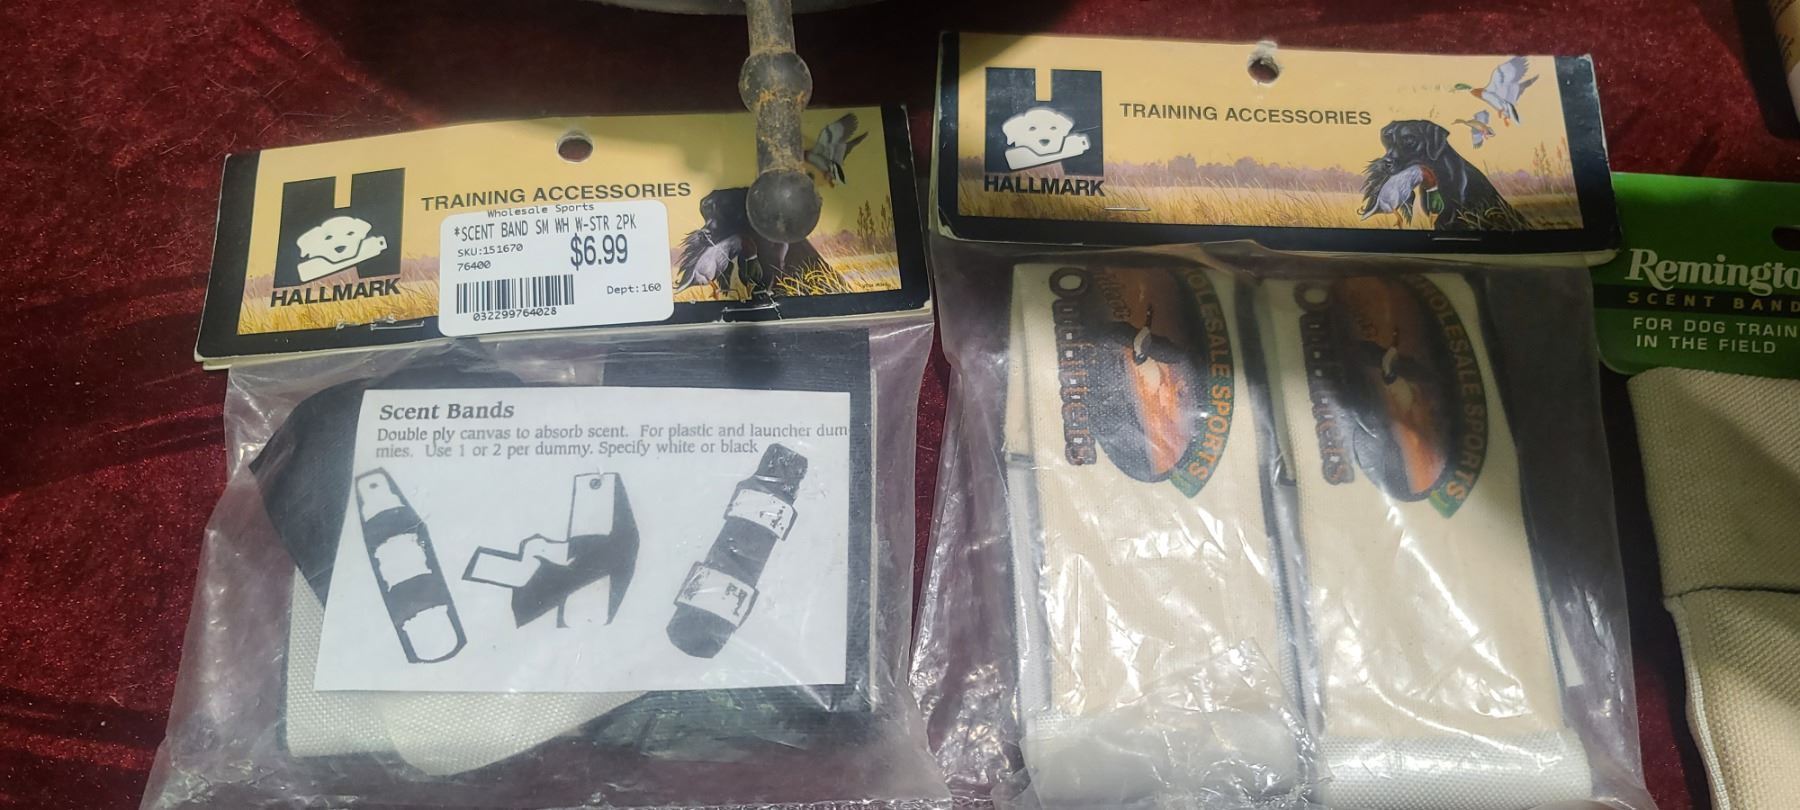 HALLMARK
TRAINING ACCESSORIES
Wholesale Sports
*SCENT BAND SM WH W-STR 2PK
SKU:151670
$6.99
76400
Dept:160
032299764028
Scent Bands
Double ply canvas to absorb scent. For plastic and launcher dum
mies. Use 1 or 2 per dummy. Specify white or black
HALLMARK
TRAINING ACCESSORIES
WHOLESALE SPORTS
Outfitters
WHOLESALE SPORTS
Outfitters
Remingto
SCENT BAND
FOR DOG TRAIN
IN THE FIELD